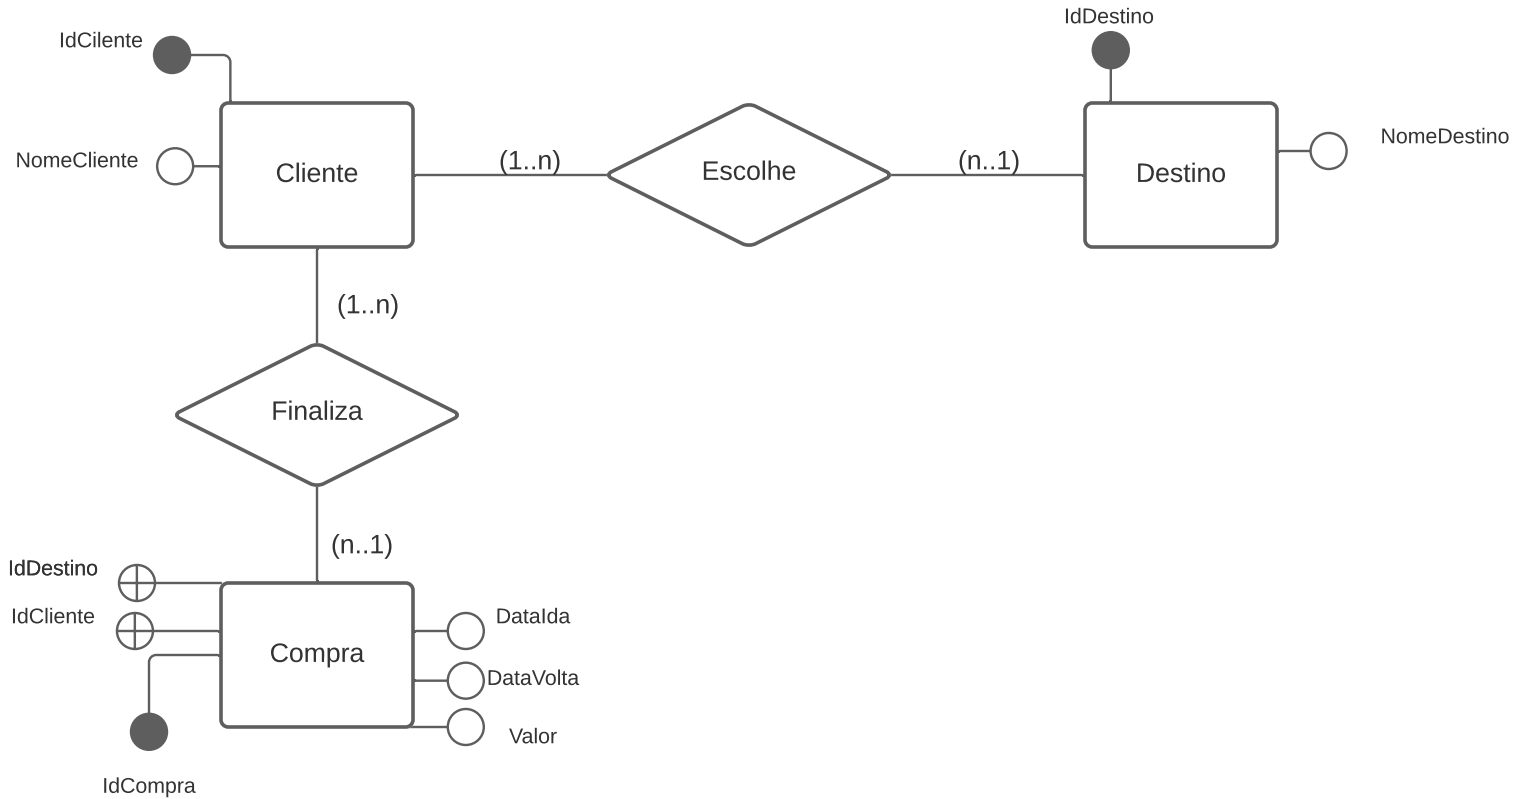 IdCilente
IdDestino
NomeCliente
Cliente
(1..n)
Escolhe
(n..1)
Destino
NomeDestino
(1..n)
Finaliza
(n..1)
IdDestino
IdCliente
Compra
DataIda
DataVolta
Valor
IdCompra